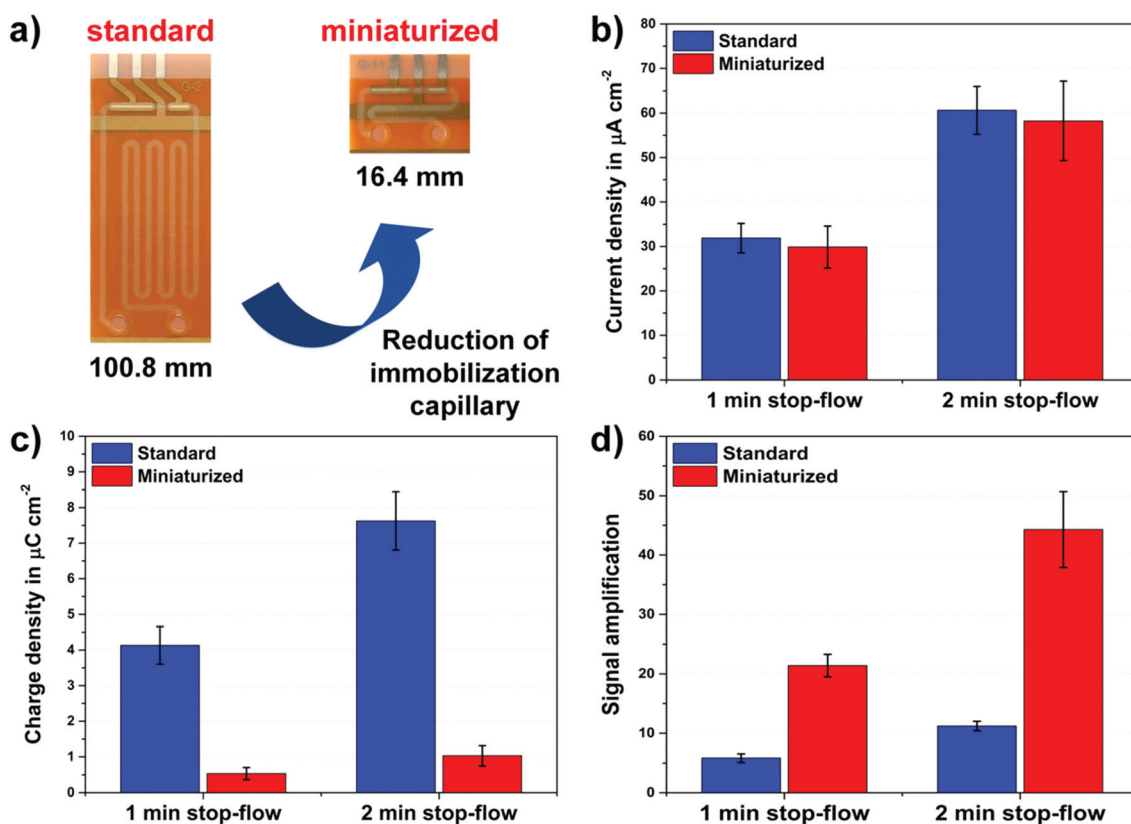 a)
standard
miniaturized
G-2
G-11
16.4 mm
100.8 mm
Reduction of
immobilization
capillary
b)
Standard
Miniaturized
Current density in µA cm⁻²
80
70
60
50
40
30
20
10
0
1 min stop-flow
2 min stop-flow
c)
Standard
Miniaturized
Charge density in µC cm⁻²
10
9
8
7
6
5
4
3
2
1
0
1 min stop-flow
2 min stop-flow
d)
Standard
Miniaturized
Signal amplification
60
50
40
30
20
10
0
1 min stop-flow
2 min stop-flow